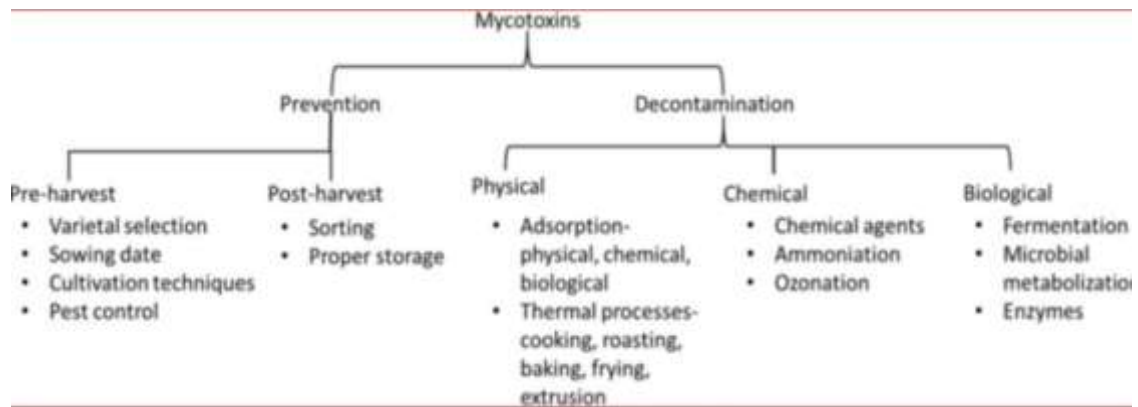 Mycotoxins
Prevention
Decontamination
Pre-harvest
• Varietal selection
• Sowing date
• Cultivation techniques
• Pest control
Post-harvest
• Sorting
• Proper storage
Physical
• Adsorption-
physical, chemical,
biological
• Thermal processes-
cooking, roasting,
baking, frying,
extrusion
Chemical
• Chemical agents
• Ammoniation
• Ozonation
Biological
• Fermentation
• Microbial
metabolization
• Enzymes